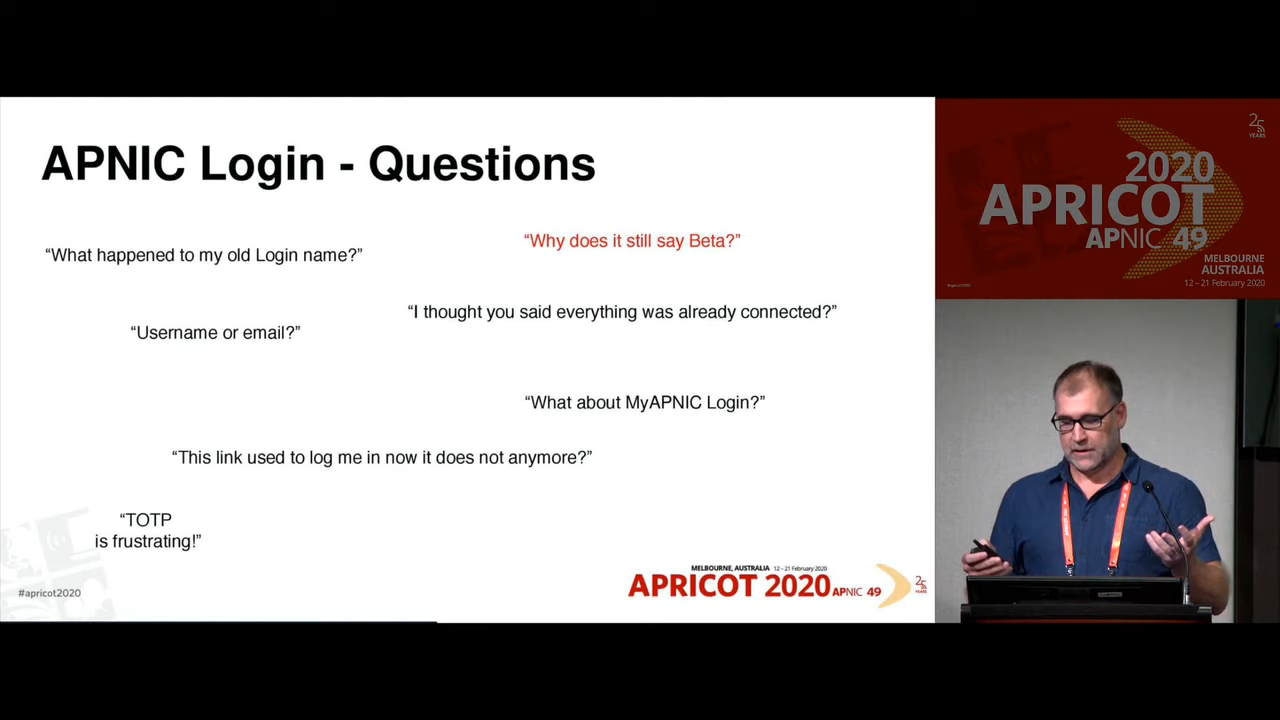 APNIC Login - Questions
“What happened to my old Login name?”
“Why does it still say Beta?”
“I thought you said everything was already connected?”
“Username or email?”
“What about MyAPNIC Login?”
“This link used to log me in now it does not anymore?”
“TOTP
is frustrating!”
#apricot2020
MELBOURNE, AUSTRALIA 12 – 21 February 2020
APRICOT 2020 APNIC 49
25
YEARS
25
YEARS
2020
APRICOT
APNIC 49
MELBOURNE
AUSTRALIA
12 – 21 February 2020
#apricot2020